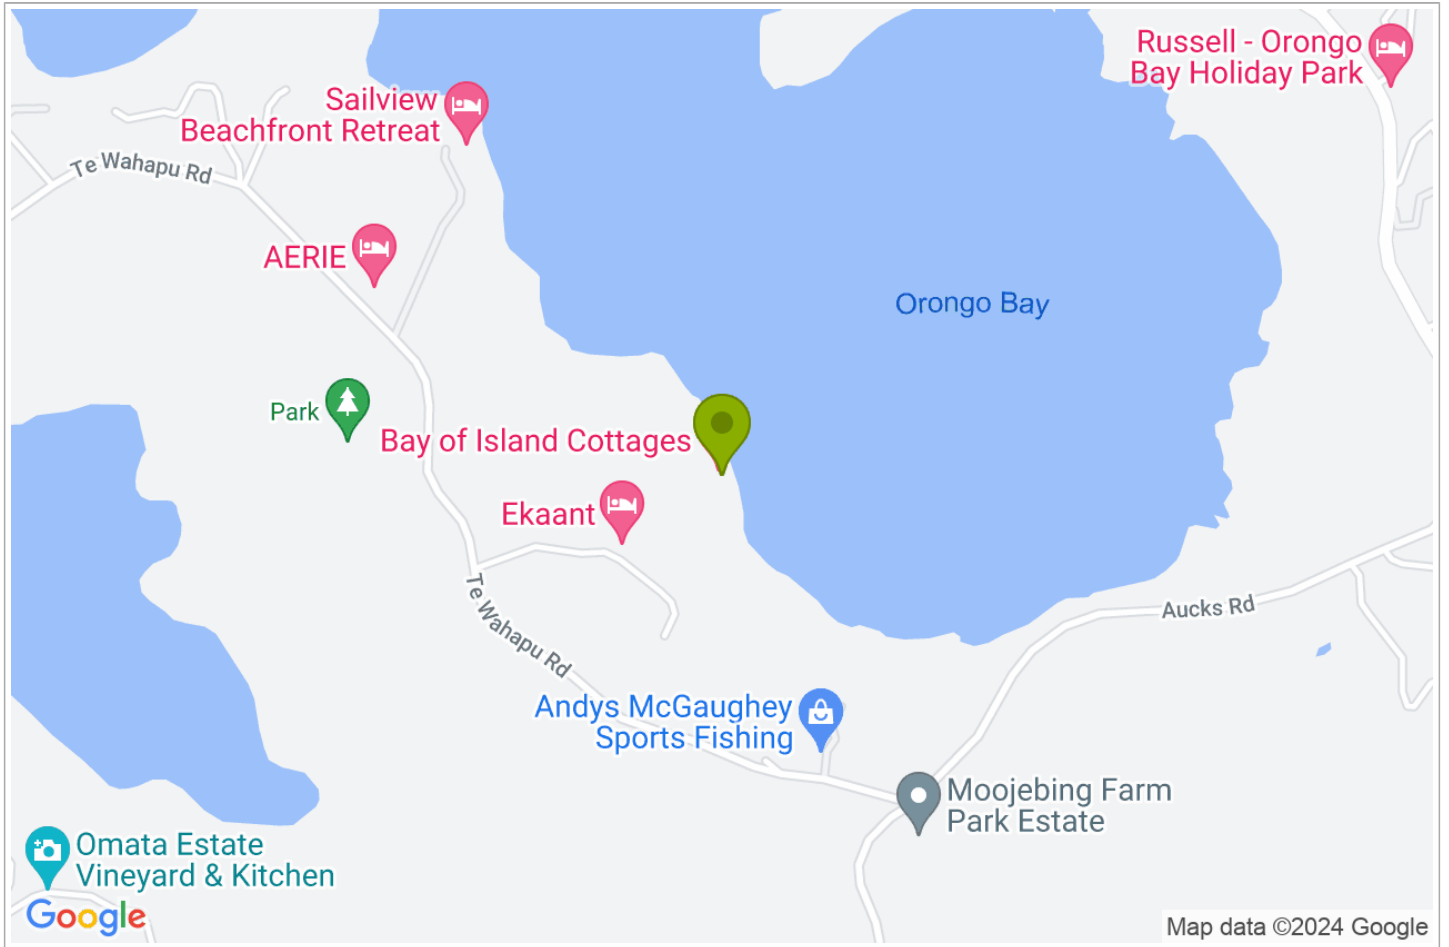 Russell - Orongo
Bay Holiday Park
Sailview
Beachfront Retreat
Te Wahapu Rd
AERIE
Orongo Bay
Park
Bay of Island Cottages
Ekaant
Te Wahapu Rd
Aucks Rd
Andys McGaughey
Sports Fishing
Moojebing Farm
Park Estate
Omata Estate
Vineyard & Kitchen
Google
Map data ©2024 Google